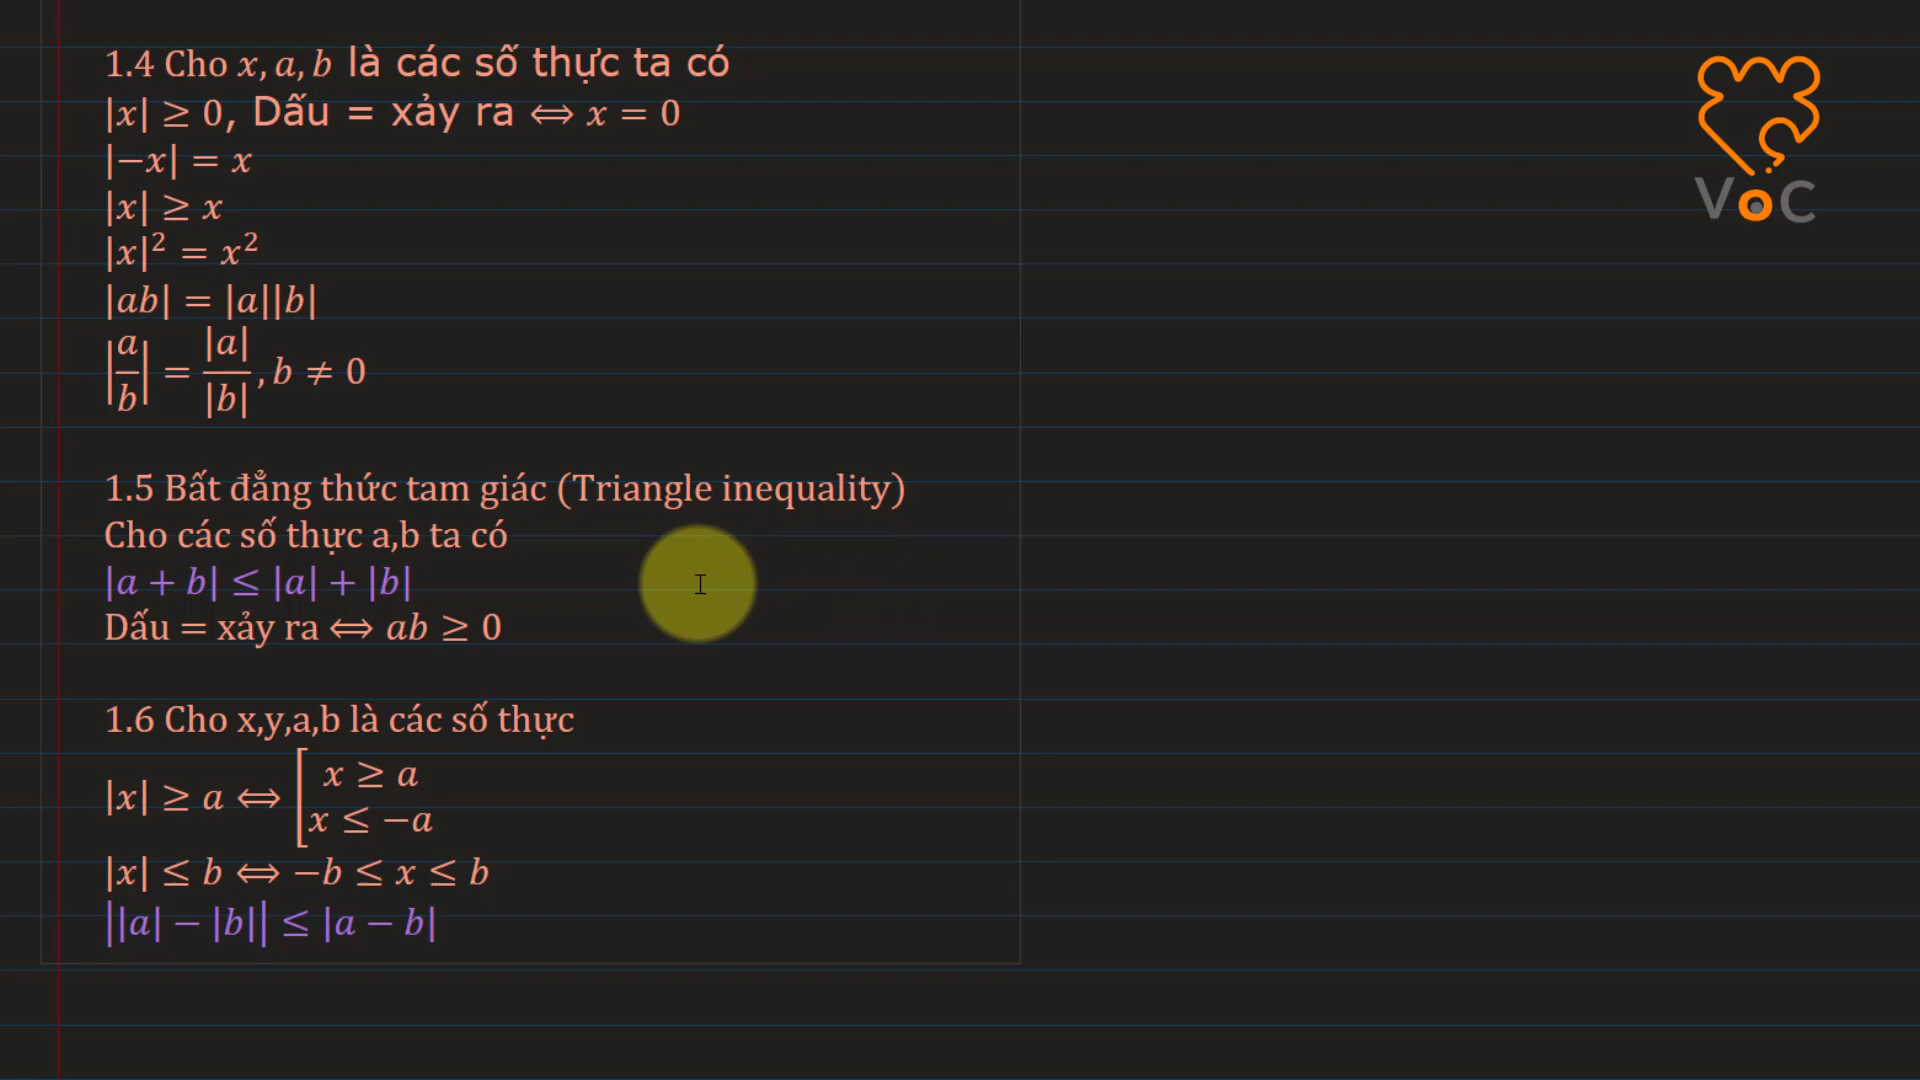 1.4 Cho x, a, b là các số thực ta có
|x| ≥ 0, Dấu = xảy ra ⟺ x = 0
|−x| = x
|x| ≥ x
|x|² = x²
|ab| = |a||b|
|a/b| = |a|/|b|, b ≠ 0
1.5 Bất đẳng thức tam giác (Triangle inequality)
Cho các số thực a,b ta có
|a + b| ≤ |a| + |b|
Dấu = xảy ra ⟺ ab ≥ 0
1.6 Cho x,y,a,b là các số thực
|x| ≥ a ⟺ [ x ≥ a
x ≤ −a
|x| ≤ b ⟺ −b ≤ x ≤ b
||a| − |b|| ≤ |a − b|
VOC